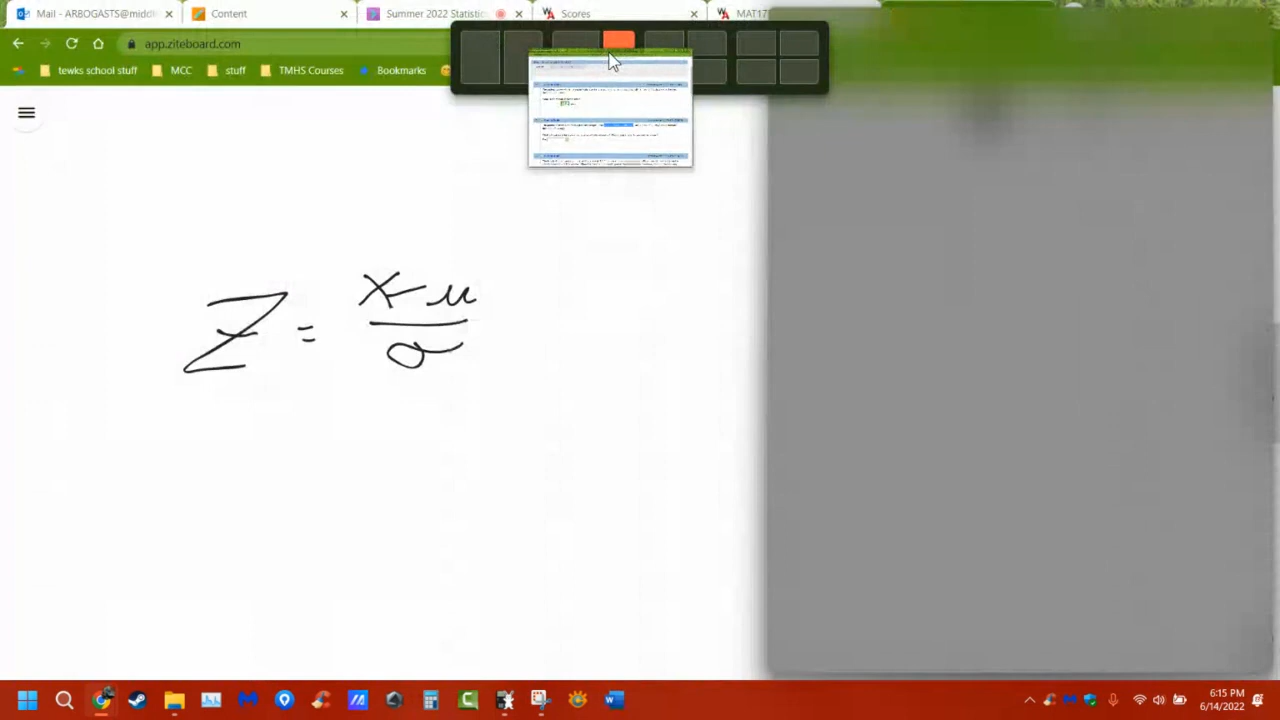 Mail - ARBOGASTS@middl
Content
Summer 2022 Statistic
Scores
MAT17
app.ziteboard.com
tewks school stuff
MCC
stuff
TMHS Courses
Bookmarks
Z = x-μ
σ
6:15 PM
6/14/2022